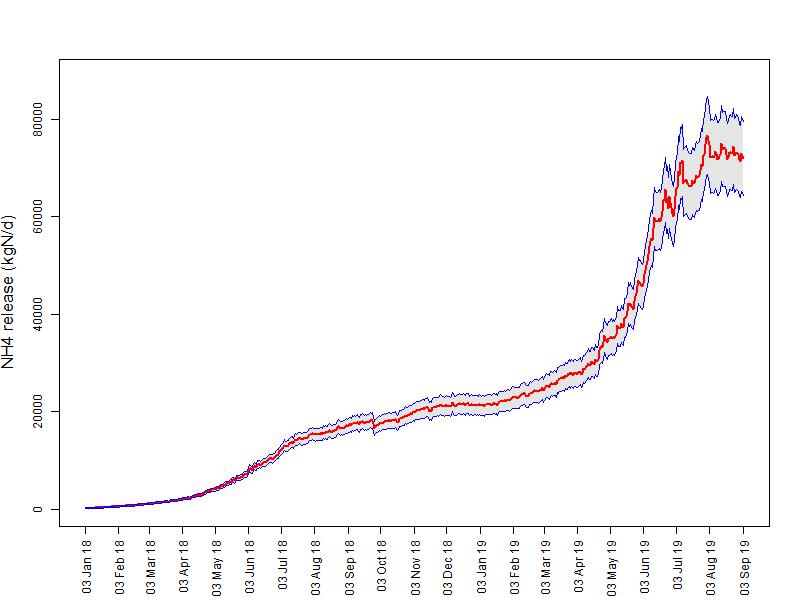 NH4 release (kgN/d)
80000
60000
40000
20000
0
03 Jan 18
03 Feb 18
03 Mar 18
03 Apr 18
03 May 18
03 Jun 18
03 Jul 18
03 Aug 18
03 Sep 18
03 Oct 18
03 Nov 18
03 Dec 18
03 Jan 19
03 Feb 19
03 Mar 19
03 Apr 19
03 May 19
03 Jun 19
03 Jul 19
03 Aug 19
03 Sep 19